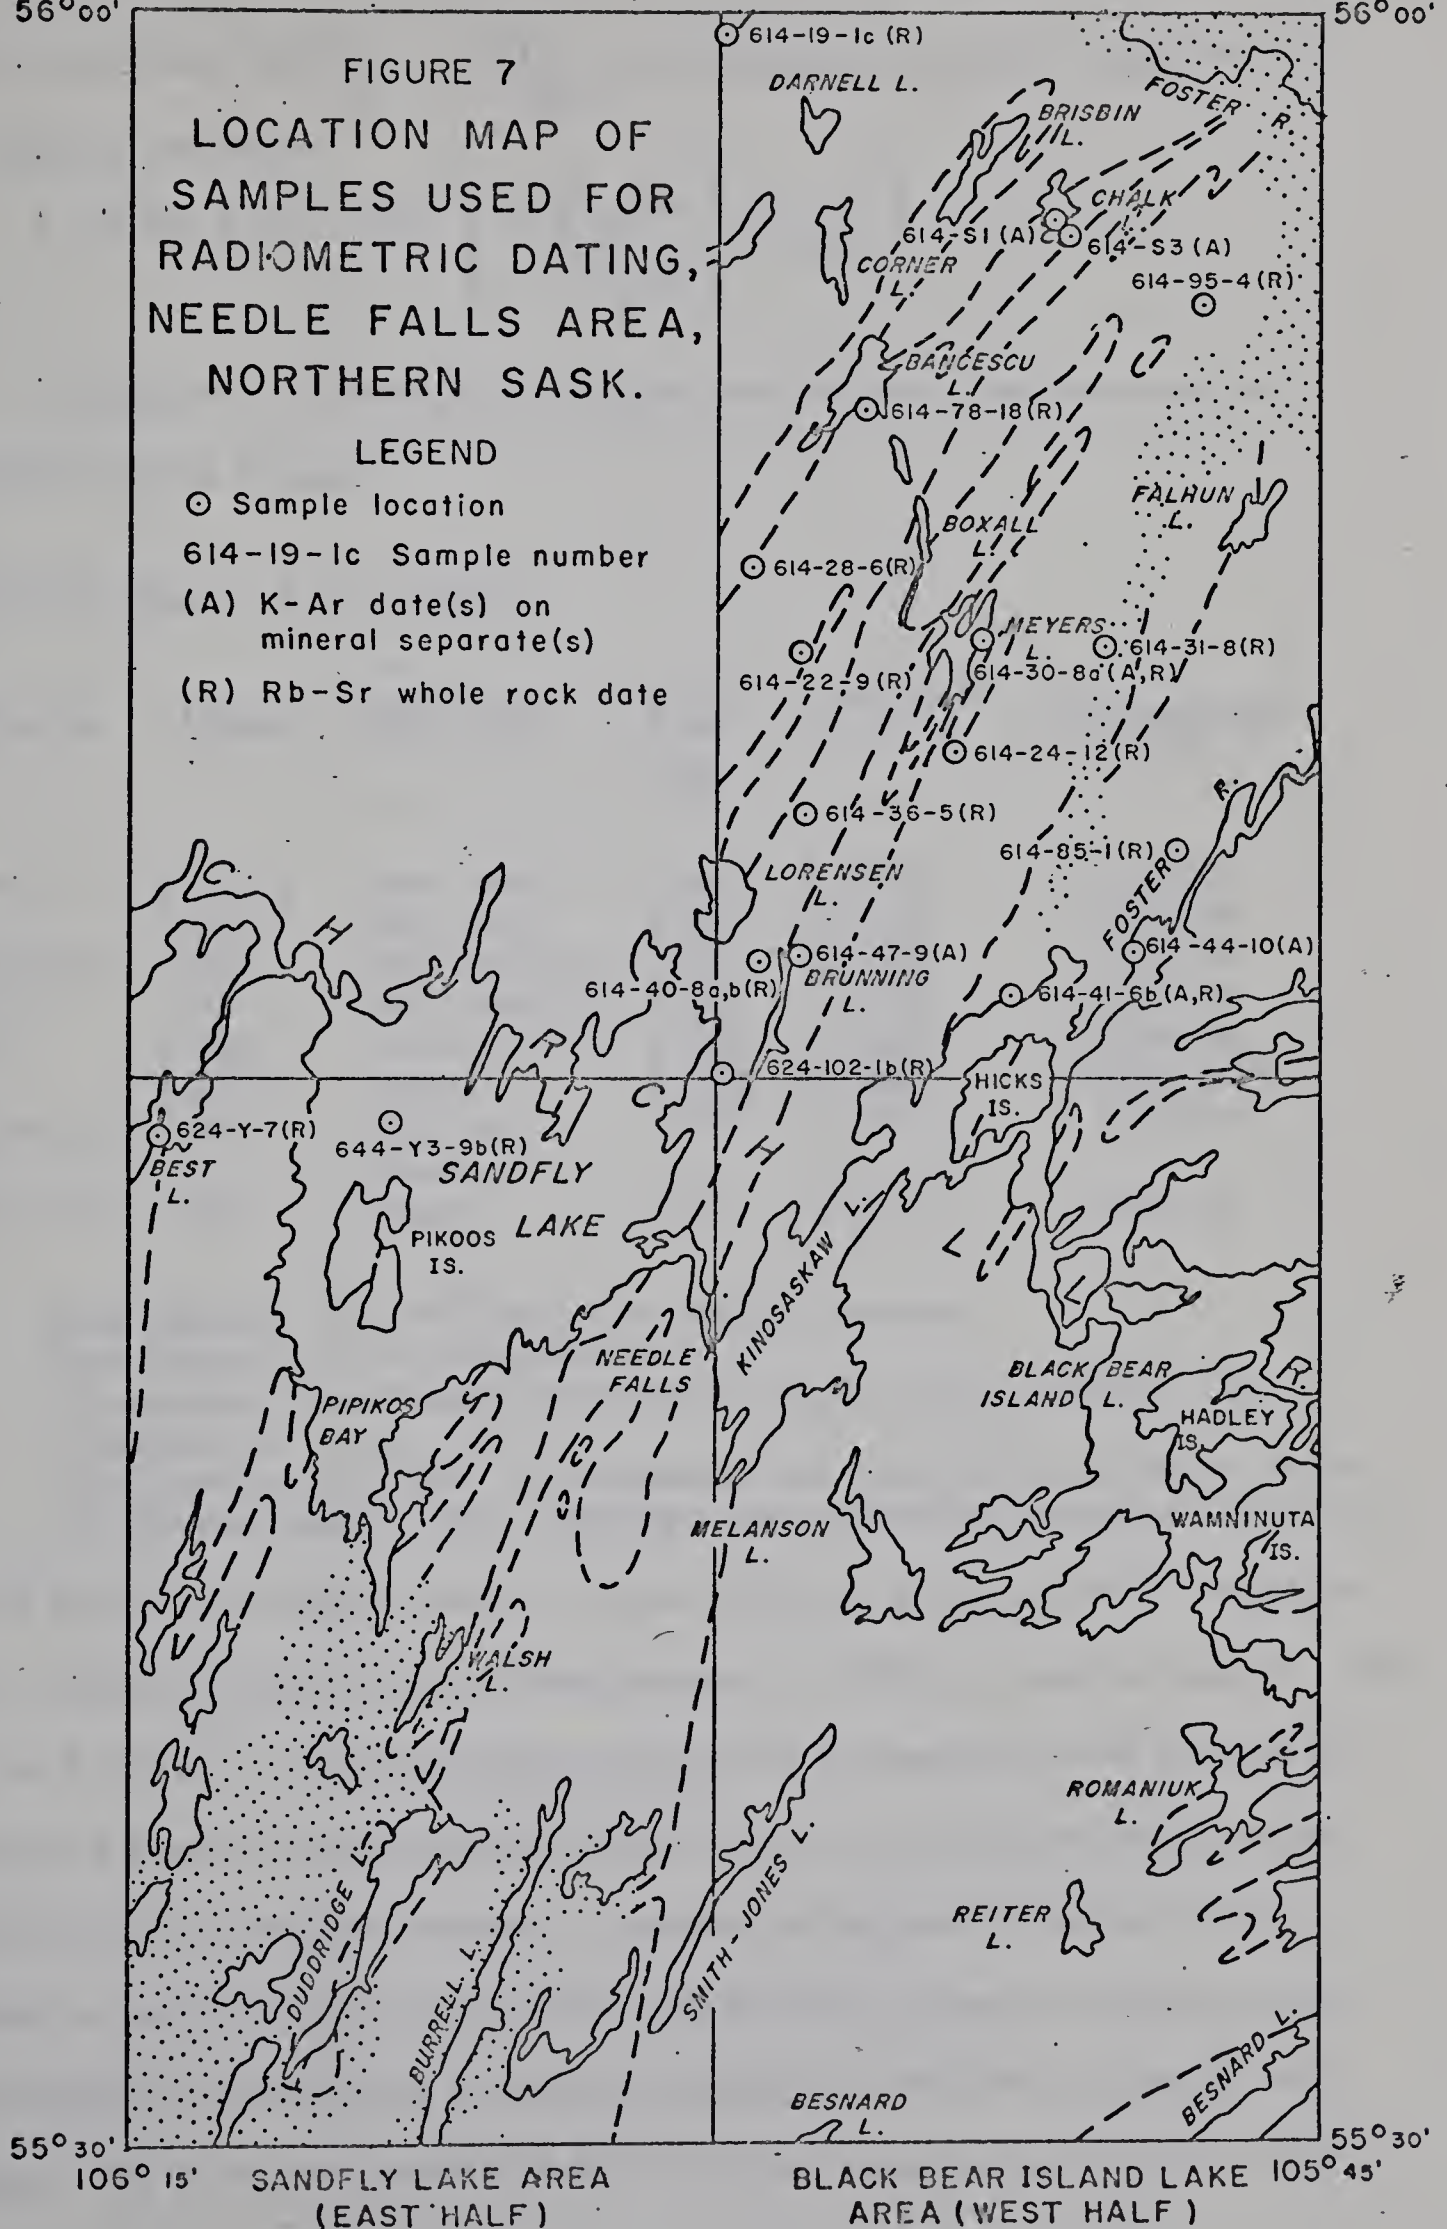 56°00'
56°00'
FIGURE 7
LOCATION MAP OF
SAMPLES USED FOR
RADIOMETRIC DATING,
NEEDLE FALLS AREA,
NORTHERN SASK.
LEGEND
⊙ Sample location
614-19-1c Sample number
(A) K-Ar date(s) on
mineral separate(s)
(R) Rb-Sr whole rock date
614-19-1c (R)
DARNELL L.
FOSTER R.
BRISBIN
L.
CHALK
L.
614-S1 (A)
614-S3 (A)
CORNER
L.
614-95-4 (R)
BANCESCU
L.
614-78-18(R)
FALHUN
L.
BOXALL
L.
614-28-6(R)
MEYERS
L.
614-31-8(R)
614-22-9(R)
614-30-8a(A,R)
614-24-12(R)
614-36-5(R)
614-85-1(R)
FOSTER R.
LORENSEN
L.
614-47-9(A)
614-44-10(A)
BRUNNING
L.
614-40-8a,b(R)
614-41-6b(A,R)
624-102-1b(R)
HICKS
IS.
CHURCHILL
R.
624-Y-7(R)
644-Y3-9b(R)
BEST
L.
SANDFLY
LAKE
PIKOOS
IS.
KINOSASKAW L.
NEEDLE
FALLS
BLACK BEAR
ISLAND L.
HADLEY
IS.
PIPIKOS
BAY
MELANSON
L.
WAMNINUTA
IS.
WALSH
L.
ROMANIUK
L.
DUDDRIDGE L.
BURRELL L.
SMITH-JONES L.
REITER
L.
BESNARD
L.
BESNARD L.
55°30'
55°30'
106°15'
SANDFLY LAKE AREA
(EAST HALF)
BLACK BEAR ISLAND LAKE
AREA (WEST HALF)
105°45'